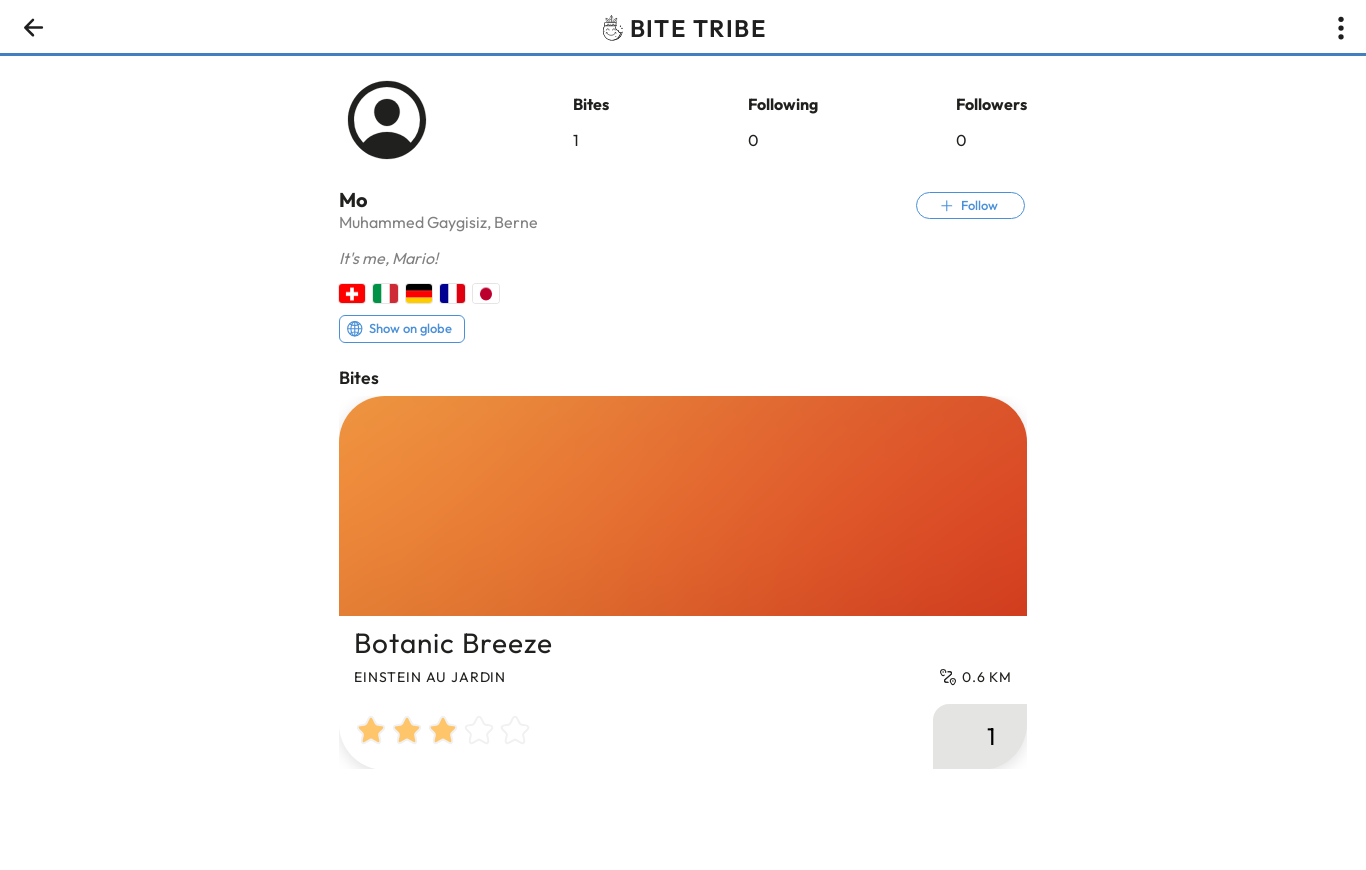 BITE TRIBE
Bites
Following
Followers
1
0
0
Mo
Follow
Muhammed Gaygisiz, Berne
It's me, Mario!
Show on globe
Bites
Botanic Breeze
EINSTEIN AU JARDIN
0.6 KM
1